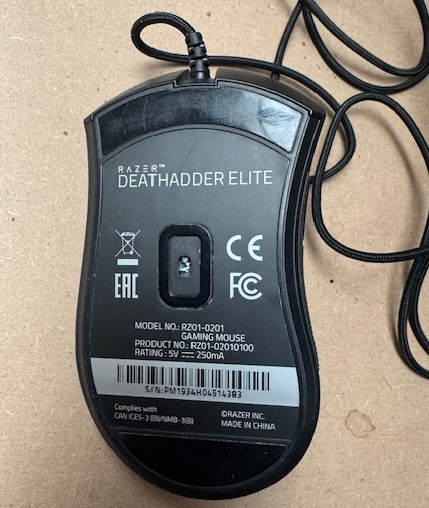 RAZER™
DEATHADDER ELITE
CE
EAC
FC
MODEL NO.: RZ01-0201
GAMING MOUSE
PRODUCT NO.: RZ01-02010100
RATING : 5V ⎓ 250mA
S/N: PM1934H04514383
Complies with
CAN ICES-3 (B)/NMB-3(B)
©RAZER INC.
MADE IN CHINA